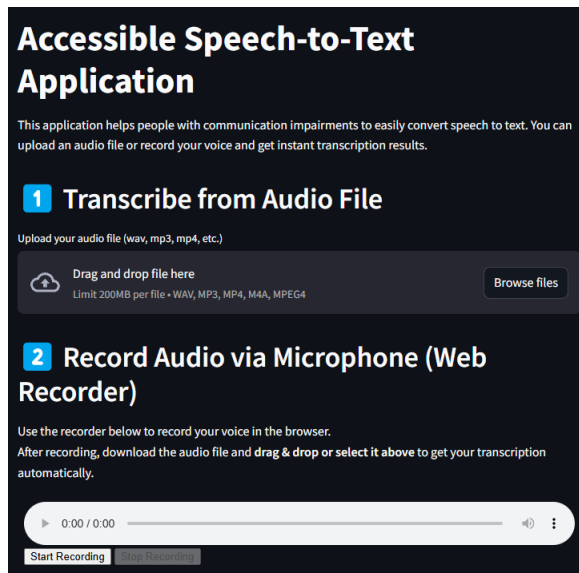 Accessible Speech-to-Text
Application
This application helps people with communication impairments to easily convert speech to text. You can
upload an audio file or record your voice and get instant transcription results.
1 Transcribe from Audio File
Upload your audio file (wav, mp3, mp4, etc.)
Drag and drop file here
Limit 200MB per file • WAV, MP3, MP4, M4A, MPEG4
Browse files
2 Record Audio via Microphone (Web
Recorder)
Use the recorder below to record your voice in the browser.
After recording, download the audio file and drag & drop or select it above to get your transcription
automatically.
0:00 / 0:00
Start Recording Stop Recording